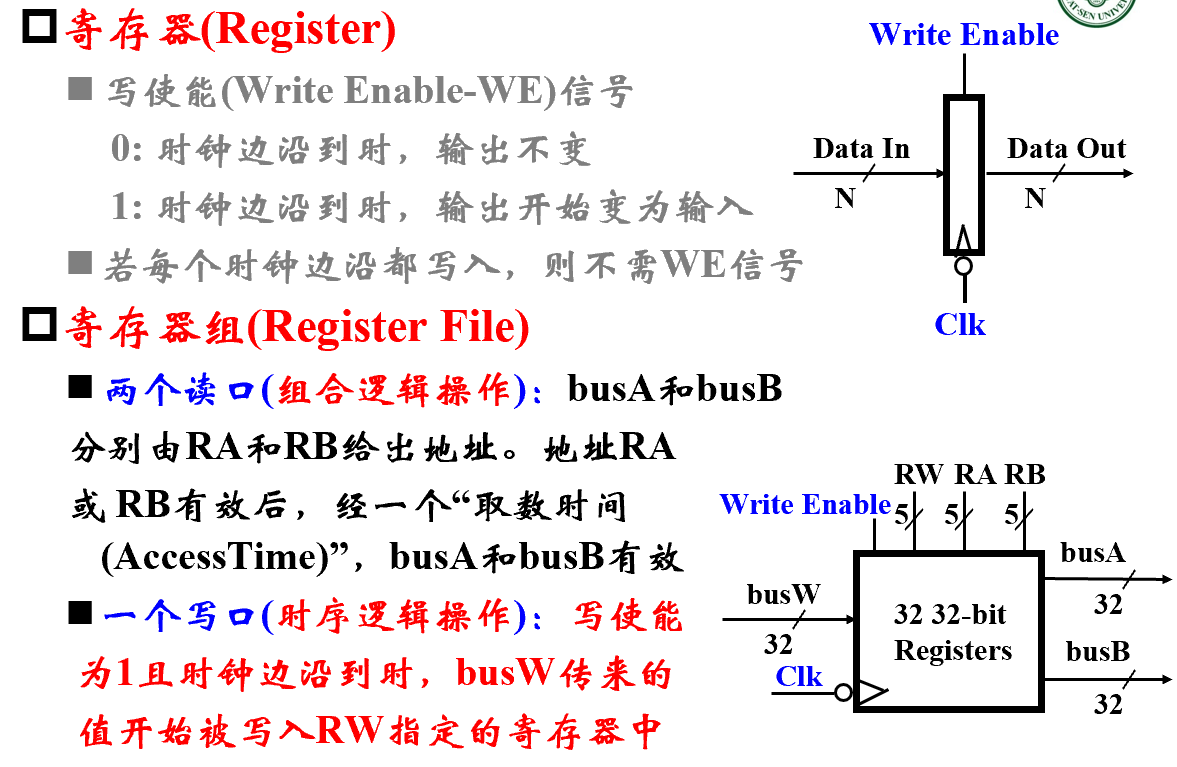 寄存器(Register)
写使能(Write Enable-WE)信号
0: 时钟边沿到时，输出不变
1: 时钟边沿到时，输出开始变为输入
若每个时钟边沿都写入，则不需WE信号
AT-SEN UNIVER
Write Enable
Data In
Data Out
N
N
Clk
寄存器组(Register File)
两个读口(组合逻辑操作)：busA和busB
分别由RA和RB给出地址。地址RA
或 RB有效后，经一个“取数时间
(AccessTime)”，busA和busB有效
一个写口(时序逻辑操作)：写使能
为1且时钟边沿到时，busW传来的
值开始被写入RW指定的寄存器中
RW RA RB
Write Enable
5 5 5
busA
32
busW
32
32 32-bit
Registers
busB
32
Clk